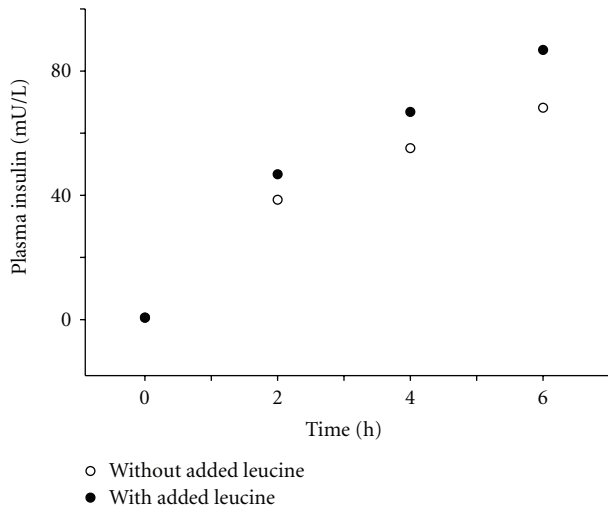 80
40
0
Plasma insulin (mU/L)
0 2 4 6
Time (h)
Without added leucine
With added leucine